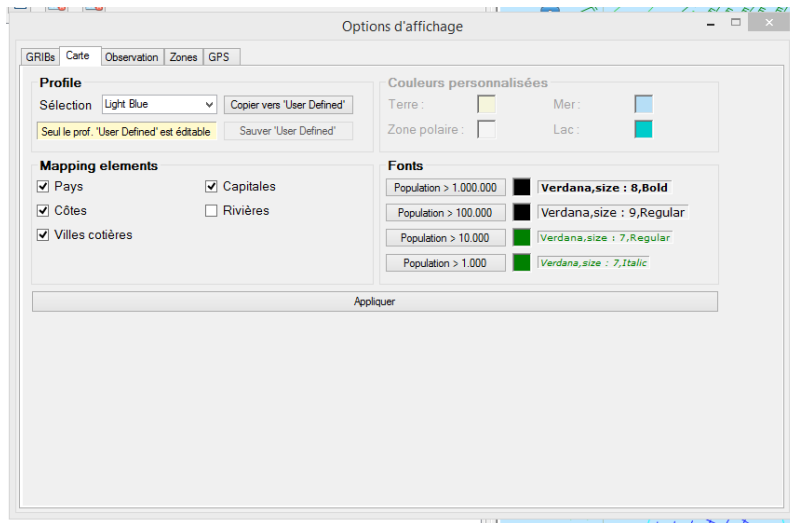 Options d'affichage
GRIBs Carte Observation Zones GPS
Profile
Sélection Light Blue Copier vers 'User Defined'
Seul le prof. 'User Defined' est éditable Sauver 'User Defined'
Couleurs personnalisées
Terre : Mer :
Zone polaire : Lac :
Mapping elements
Pays Capitales
Côtes Rivières
Villes cotières
Fonts
Population > 1.000.000 Verdana,size : 8,Bold
Population > 100.000 Verdana,size : 9,Regular
Population > 10.000 Verdana,size : 7,Regular
Population > 1.000 Verdana,size : 7,Italic
Appliquer